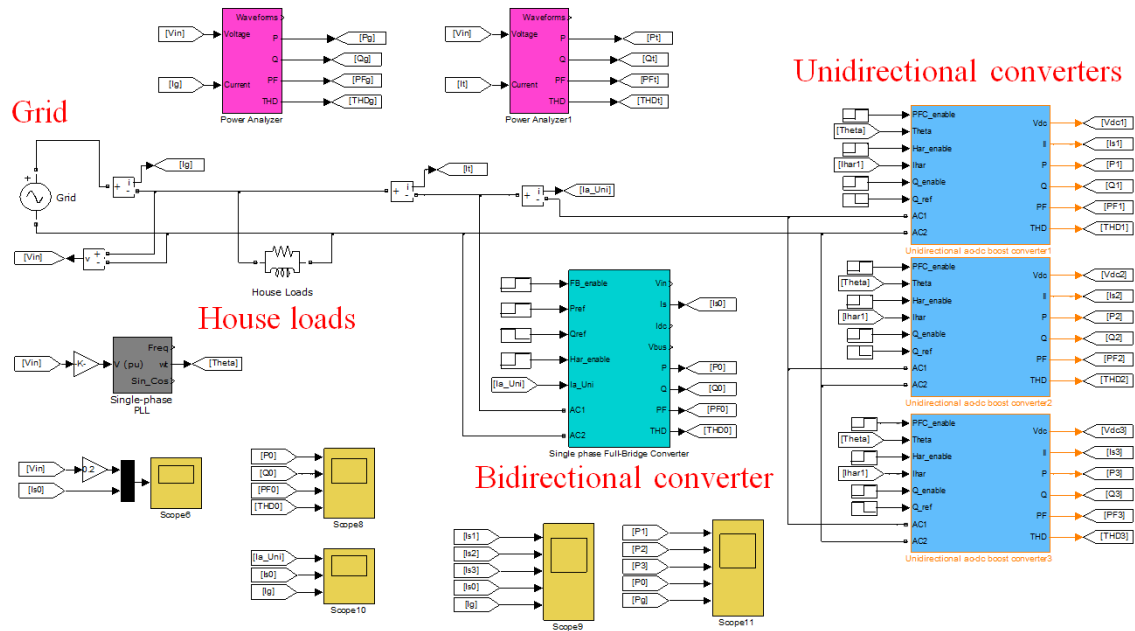 Waveforms
[Vin]
Voltage
P
[Pg]
Q
[Qg]
[Ig]
Current
PF
[PFg]
THD
[THDg]
Power Analyzer
Waveforms
[Vin]
Voltage
P
[Pt]
Q
[Qt]
[It]
Current
PF
[PFt]
THD
[THDt]
Power Analyzer1
Unidirectional converters
Grid
[Ig]
+ i
-
[It]
+ i
-
[Ia_Uni]
+ i
-
+
Grid
-
[Vin]
v
+
-
House Loads
House loads
PFC_enable
[Theta]
Theta
Har_enable
[Ihar1]
Ihar
Q_enable
Q_ref
AC1
AC2
Vdc
[Vdc1]
Il
[Is1]
P
[P1]
Q
[Q1]
PF
[PF1]
THD
[THD1]
Unidirectional ac-dc boost converter1
PFC_enable
[Theta]
Theta
Har_enable
[Ihar1]
Ihar
Q_enable
Q_ref
AC1
AC2
Vdc
[Vdc2]
Il
[Is2]
P
[P2]
Q
[Q2]
PF
[PF2]
THD
[THD2]
Unidirectional ac-dc boost converter2
PFC_enable
[Theta]
Theta
Har_enable
[Ihar1]
Ihar
Q_enable
Q_ref
AC1
AC2
Vdc
[Vdc3]
Il
[Is3]
P
[P3]
Q
[Q3]
PF
[PF3]
THD
[THD3]
Unidirectional ac-dc boost converter3
FB_enable
Pref
Qref
Har_enable
[Ia_Uni]
Ia_Uni
AC1
AC2
Vin
Is
[Is0]
Idc
Vbus
P
[P0]
Q
[Q0]
PF
[PF0]
THD
[THD0]
Single phase Full-Bridge Converter
Bidirectional converter
[Vin]
-K-
V (pu)
Freq
wt
Sin_Cos
[Theta]
Single-phase
PLL
[Vin]
0.2
[Is0]
Scope6
[P0]
[Q0]
[PF0]
[THD0]
Scope8
[Ia_Uni]
[Is0]
[Ig]
Scope10
[Is1]
[Is2]
[Is3]
[Is0]
[Ig]
Scope9
[P1]
[P2]
[P3]
[P0]
[Pg]
Scope11